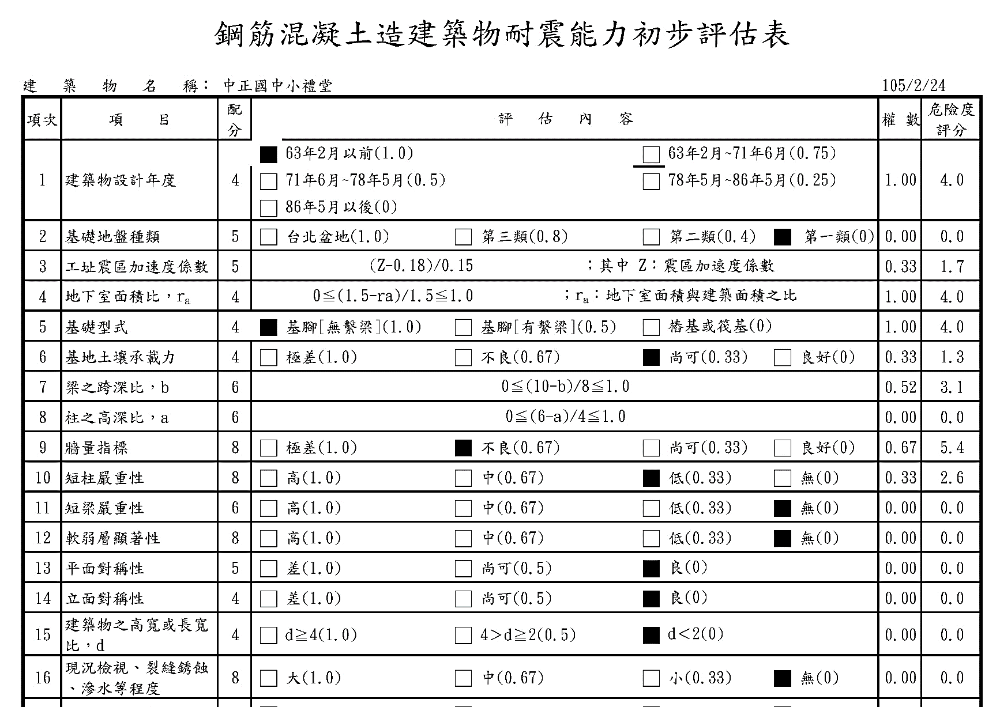 鋼筋混凝土造建築物耐震能力初步評估表
建築物名稱：中正國中小禮堂 105/2/24
項次 項目 配分 評估內容 權數 危險度評分
1 建築物設計年度 4 ■ 63年2月以前(1.0) □ 63年2月~71年6月(0.75)
□ 71年6月~78年5月(0.5) □ 78年5月~86年5月(0.25) 1.00 4.0
□ 86年5月以後(0)
2 基礎地盤種類 5 □ 台北盆地(1.0) □ 第三類(0.8) □ 第二類(0.4) ■ 第一類(0) 0.00 0.0
3 工址震區加速度係數 5 (Z-0.18)/0.15 ；其中 Z：震區加速度係數 0.33 1.7
4 地下室面積比，ra 4 0≦(1.5-ra)/1.5≦1.0 ；ra：地下室面積與建築面積之比 1.00 4.0
5 基礎型式 4 ■ 基腳[無繫梁](1.0) □ 基腳[有繫梁](0.5) □ 樁基或筏基(0) 1.00 4.0
6 基地土壤承載力 4 □ 極差(1.0) □ 不良(0.67) ■ 尚可(0.33) □ 良好(0) 0.33 1.3
7 梁之跨深比，b 6 0≦(10-b)/8≦1.0 0.52 3.1
8 柱之高深比，a 6 0≦(6-a)/4≦1.0 0.00 0.0
9 牆量指標 8 □ 極差(1.0) ■ 不良(0.67) □ 尚可(0.33) □ 良好(0) 0.67 5.4
10 短柱嚴重性 8 □ 高(1.0) □ 中(0.67) ■ 低(0.33) □ 無(0) 0.33 2.6
11 短梁嚴重性 6 □ 高(1.0) □ 中(0.67) □ 低(0.33) ■ 無(0) 0.00 0.0
12 軟弱層顯著性 8 □ 高(1.0) □ 中(0.67) □ 低(0.33) ■ 無(0) 0.00 0.0
13 平面對稱性 5 □ 差(1.0) □ 尚可(0.5) ■ 良(0) 0.00 0.0
14 立面對稱性 4 □ 差(1.0) □ 尚可(0.5) ■ 良(0) 0.00 0.0
15 建築物之高寬或長寬
比，d 4 □ d≧4(1.0) □ 4>d≧2(0.5) ■ d<2(0) 0.00 0.0
16 現況檢視、裂縫銹蝕
、滲水等程度 8 □ 大(1.0) □ 中(0.67) □ 小(0.33) ■ 無(0) 0.00 0.0